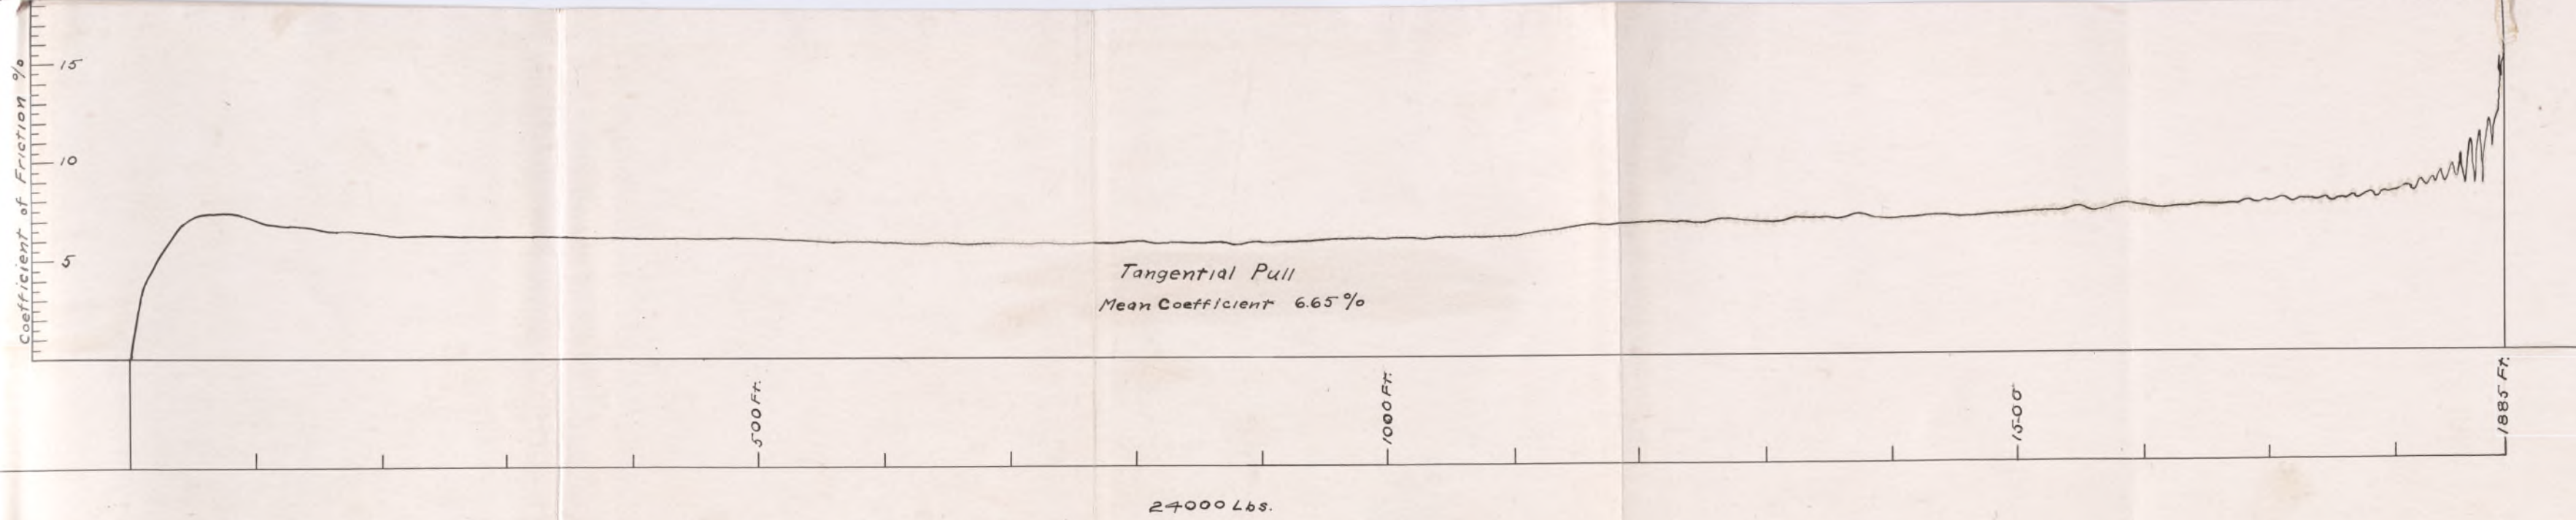 Coefficient of Friction %
15
10
5
Tangential Pull
Mean Coefficient 6.65%
500 Ft.
1000 Ft.
1500
1885 Ft.
24000 Lbs.